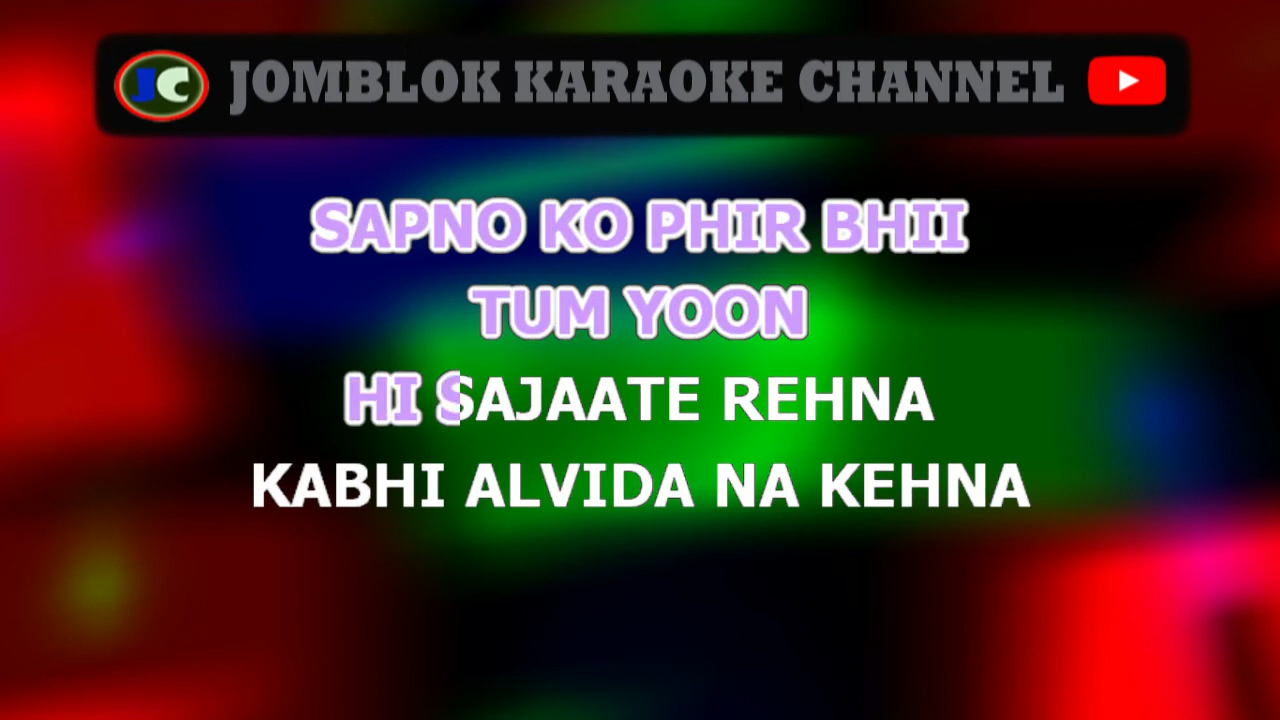 JC JOMBLOK KARAOKE CHANNEL
SAPNO KO PHIR BHII
TUM YOON
HI SAJAATE REHNA
KABHI ALVIDA NA KEHNA